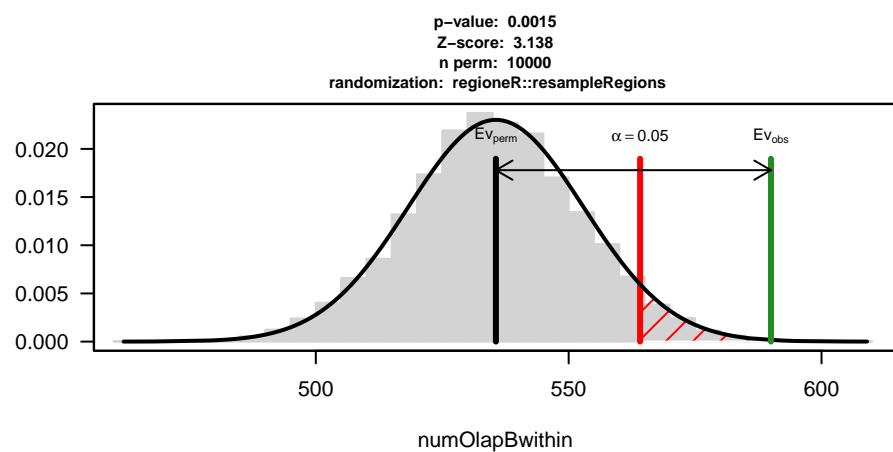 p-value: 0.0015
Z-score: 3.138
n perm: 10000
randomization: regioneR::resampleRegions
Evperm α = 0.05 Evobs
0.020
0.015
0.010
0.005
0.000
500 550 600
numOlapBwithin